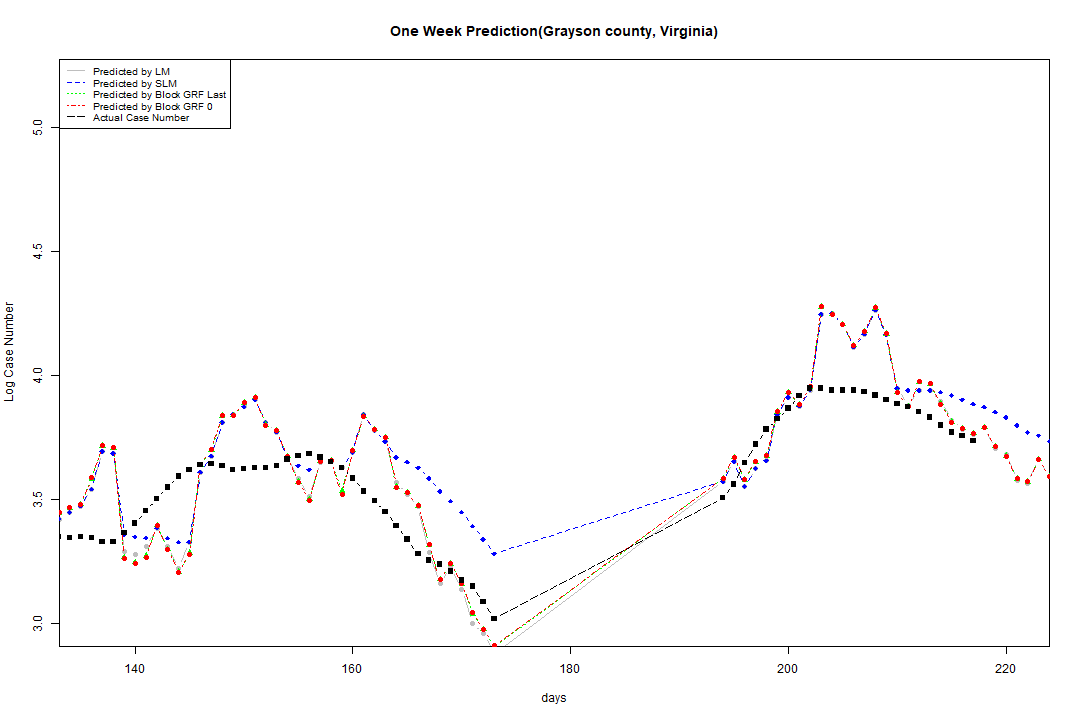 One Week Prediction(Grayson county, Virginia)
Predicted by LM
Predicted by SLM
Predicted by Block GRF Last
Predicted by Block GRF 0
Actual Case Number
5.0
4.5
4.0
3.5
3.0
Log Case Number
140 160 180 200 220
days